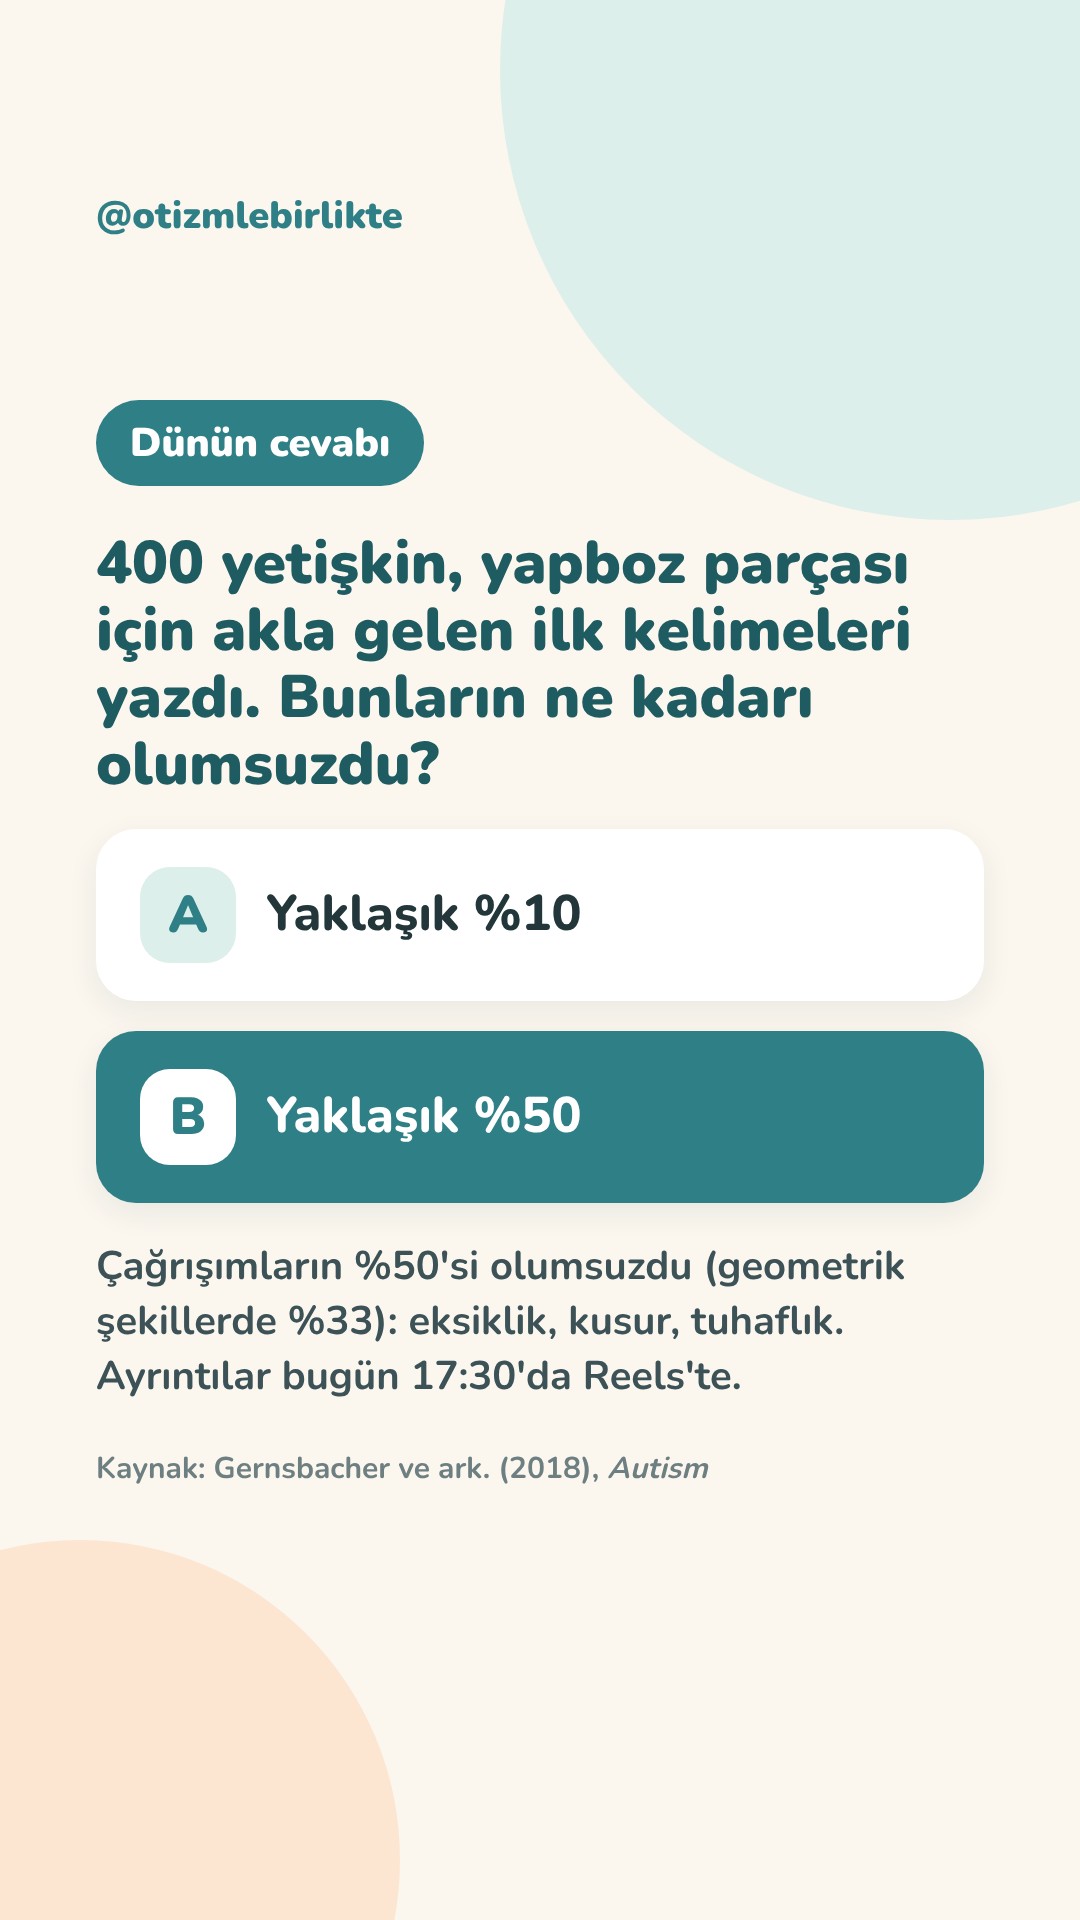 @otizmlebirlikte
Dünün cevabı
400 yetişkin, yapboz parçası
için akla gelen ilk kelimeleri
yazdı. Bunların ne kadarı
olumsuzdu?
A Yaklaşık %10
B Yaklaşık %50
Çağrışımların %50'si olumsuzdu (geometrik
şekillerde %33): eksiklik, kusur, tuhaflık.
Ayrıntılar bugün 17:30'da Reels'te.
Kaynak: Gernsbacher ve ark. (2018), Autism